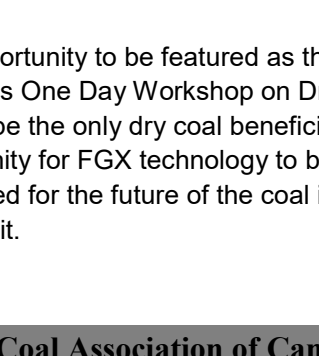 ortunity to be featured as th
s One Day Workshop on D
be the only dry coal benefici
nity for FGX technology to b
ed for the future of the coal i
it.
Coal Association of Can